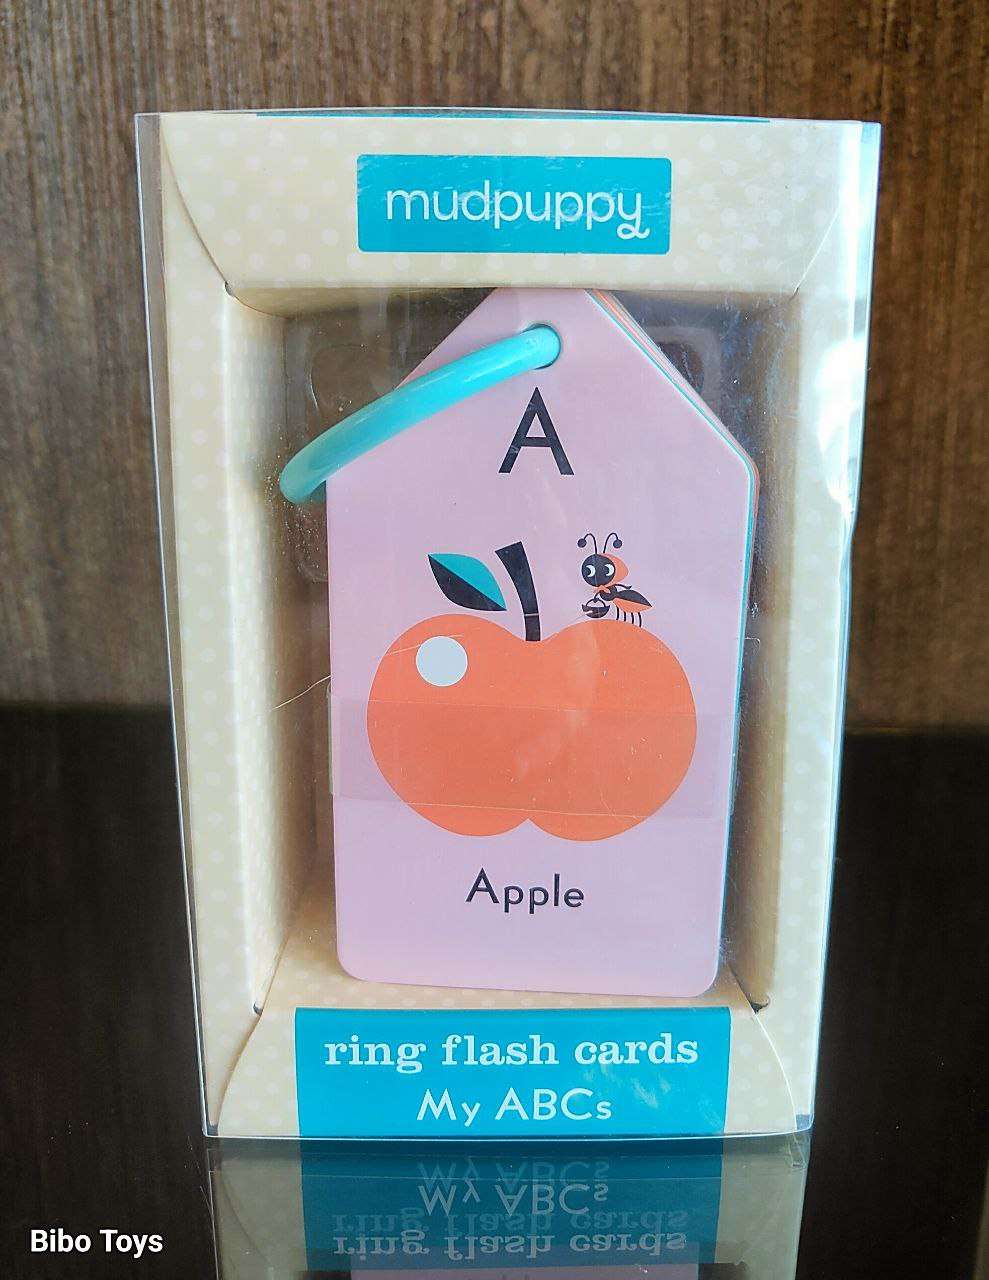 mudpuppy
A
Apple
ring flash cards
My ABCs
Bibo Toys